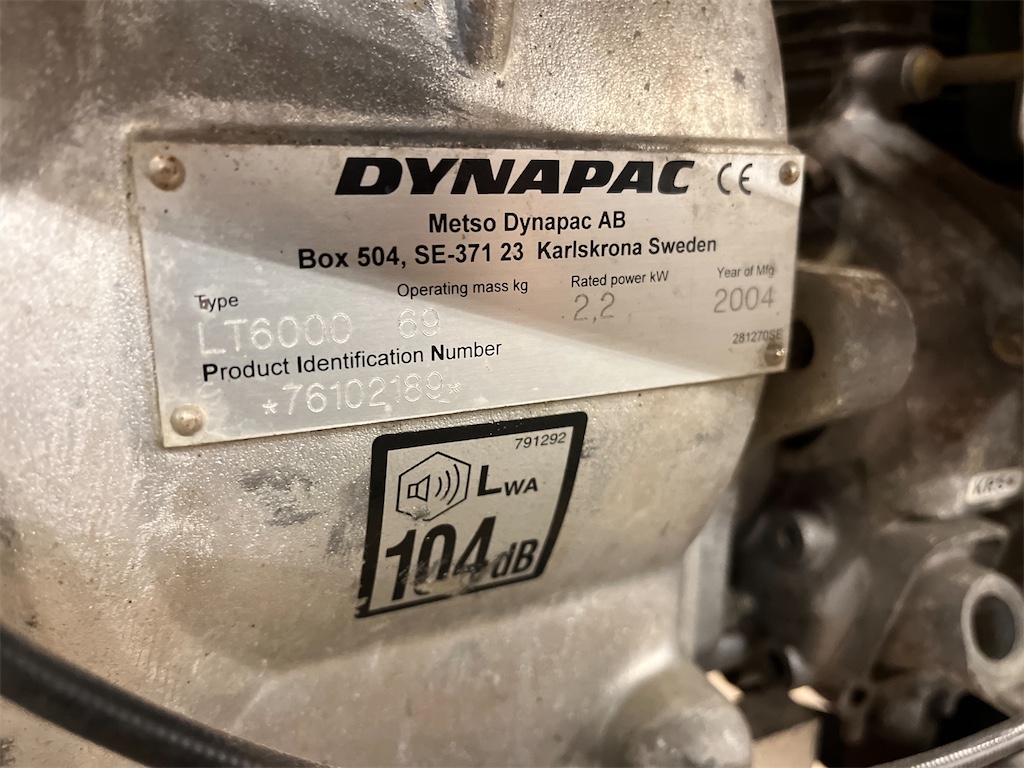 DYNAPAC CE
Metso Dynapac AB
Box 504, SE-371 23 Karlskrona Sweden
Type Operating mass kg Rated power kW Year of Mfg
LT6000 69 2,2 2004
281270SE
Product Identification Number
*76102189*
791292
LWA
104 dB